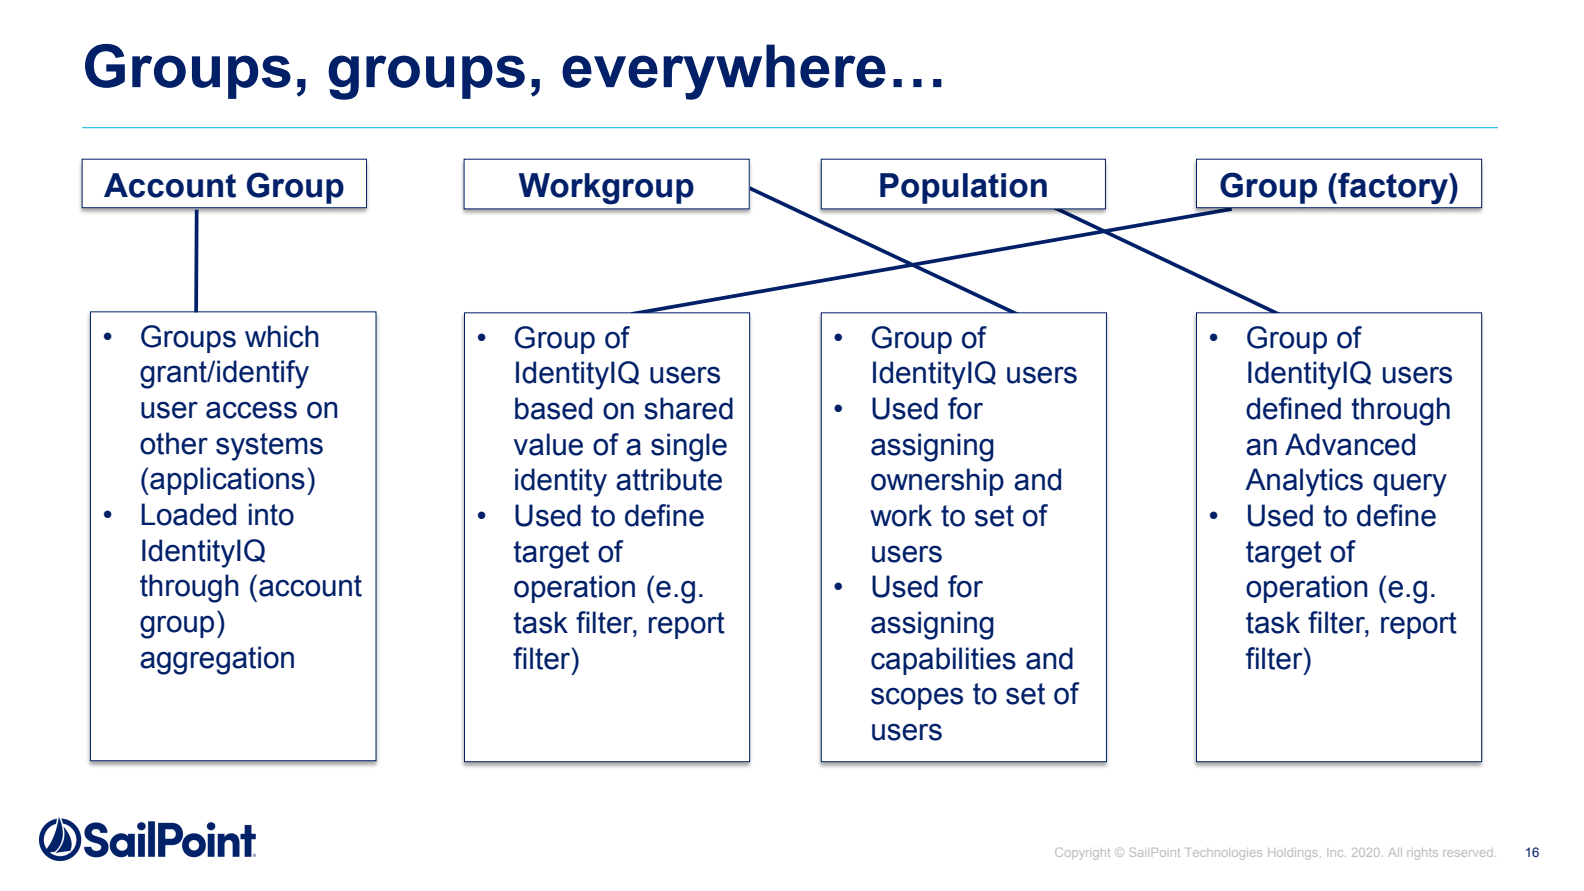 Groups, groups, everywhere…
Account Group
Workgroup
Population
Group (factory)
• Groups which
grant/identify
user access on
other systems
(applications)
• Loaded into
IdentityIQ
through (account
group)
aggregation
• Group of
IdentityIQ users
based on shared
value of a single
identity attribute
• Used to define
target of
operation (e.g.
task filter, report
filter)
• Group of
IdentityIQ users
• Used for
assigning
ownership and
work to set of
users
• Used for
assigning
capabilities and
scopes to set of
users
• Group of
IdentityIQ users
defined through
an Advanced
Analytics query
• Used to define
target of
operation (e.g.
task filter, report
filter)
SailPoint
Copyright © SailPoint Technologies Holdings, Inc. 2020. All rights reserved.
16